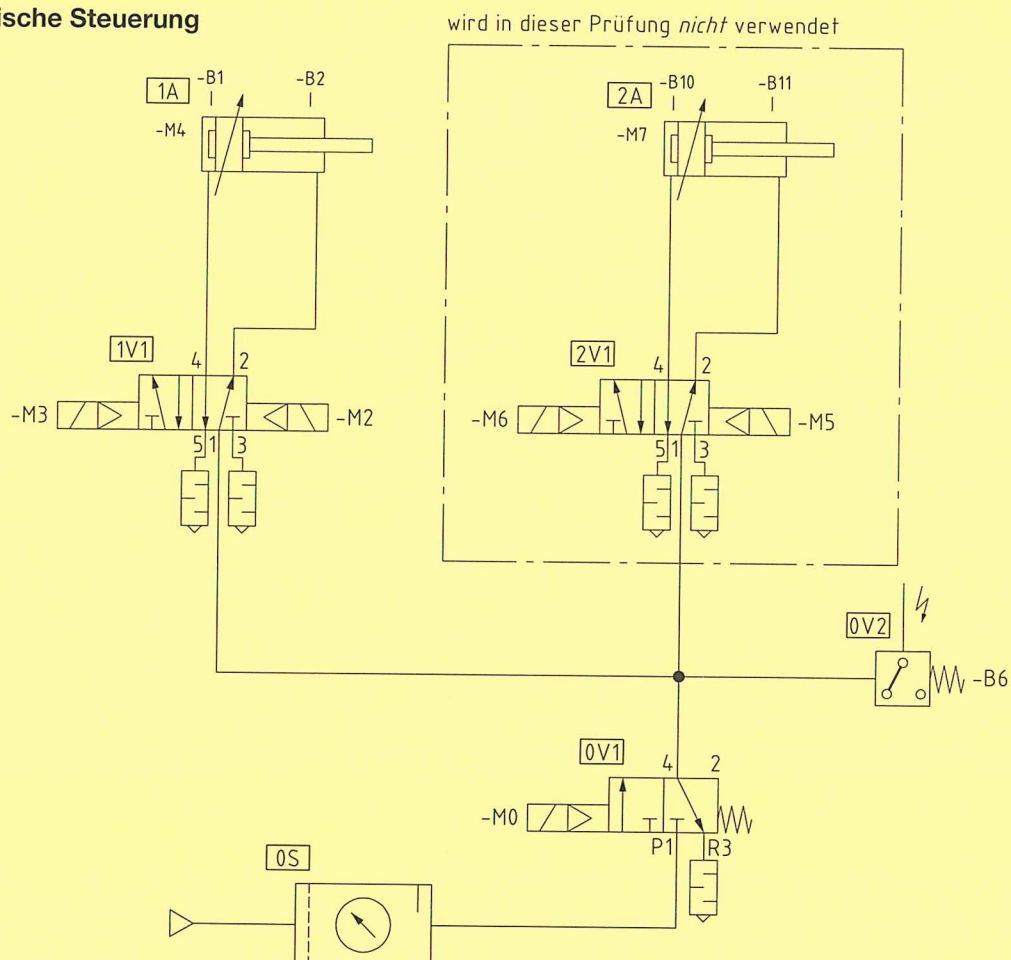 ische Steuerung
wird in dieser Prüfung nicht verwendet
1A
-B1
-B2
-M4
2A
-B10
-B11
-M7
1V1
4
2
-M3
-M2
5
1
3
2V1
4
2
-M6
-M5
5
1
3
0V2
-B6
0V1
4
2
-M0
P1
R3
0S